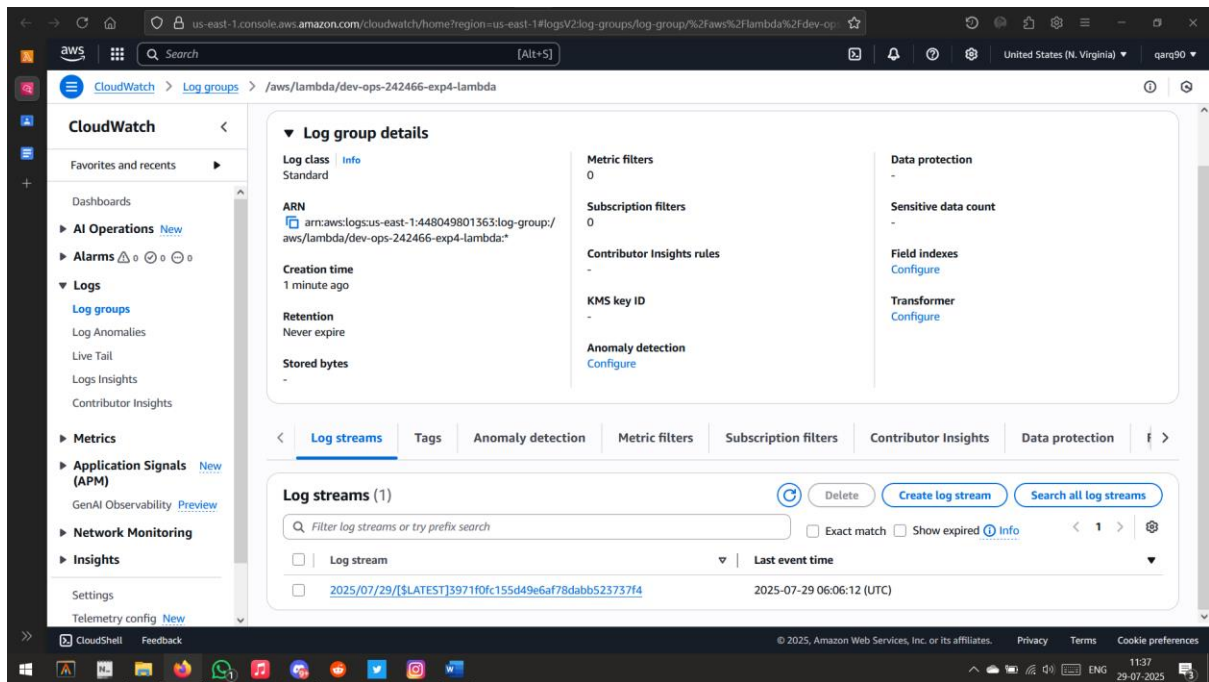 us-east-1.console.aws.amazon.com/cloudwatch/home?region=us-east-1#logsV2:log-groups/log-group/%2Faws%2Flambda%2Fdev-op
aws
Search
[Alt+S]
United States (N. Virginia)
qarq90
CloudWatch > Log groups > /aws/lambda/dev-ops-242466-exp4-lambda
CloudWatch
Favorites and recents
Dashboards
AI Operations New
Alarms 0 0 0
Logs
Log groups
Log Anomalies
Live Tail
Logs Insights
Contributor Insights
Metrics
Application Signals New
(APM)
GenAI Observability Preview
Network Monitoring
Insights
Settings
Telemetry config New
Log group details
Log class Info
Standard
ARN
arn:aws:logs:us-east-1:448049801363:log-group:/
aws/lambda/dev-ops-242466-exp4-lambda:*
Creation time
1 minute ago
Retention
Never expire
Stored bytes
-
Metric filters
0
Subscription filters
0
Contributor Insights rules
-
KMS key ID
-
Anomaly detection
Configure
Data protection
-
Sensitive data count
-
Field indexes
Configure
Transformer
Configure
Log streams
Tags
Anomaly detection
Metric filters
Subscription filters
Contributor Insights
Data protection
Log streams (1)
Delete
Create log stream
Search all log streams
Filter log streams or try prefix search
Exact match
Show expired
Info
1
Log stream
Last event time
2025/07/29/[$LATEST]3971f0fc155d49e6af78dabb523737f4
2025-07-29 06:06:12 (UTC)
CloudShell
Feedback
© 2025, Amazon Web Services, Inc. or its affiliates.
Privacy
Terms
Cookie preferences
ENG
11:37
29-07-2025